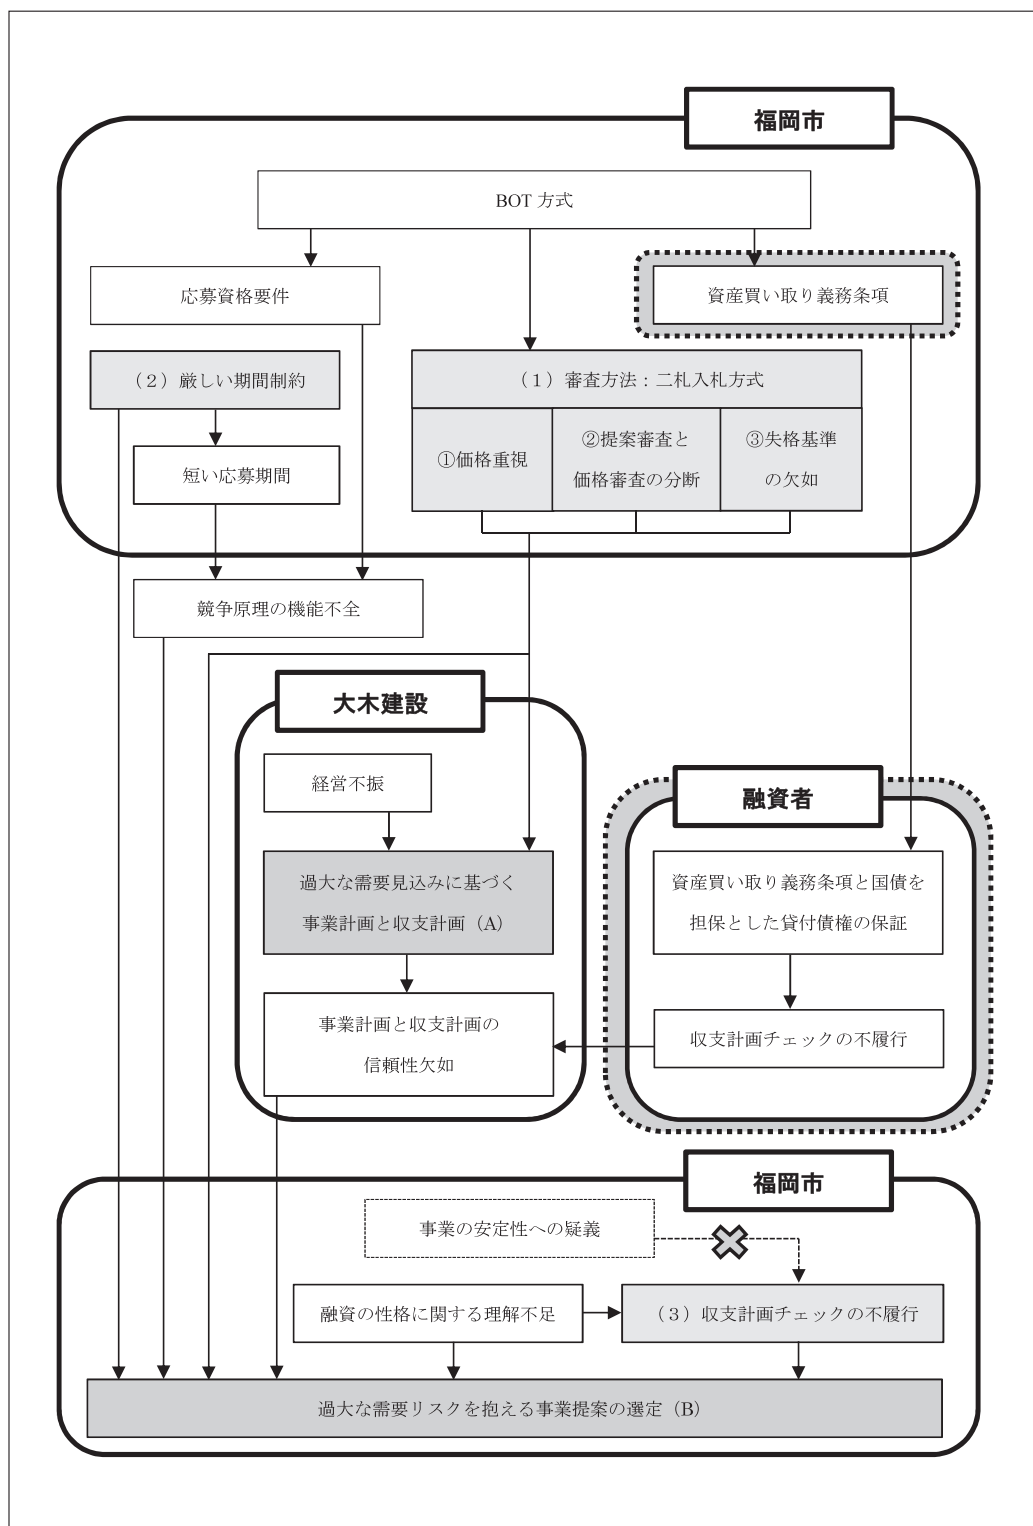 福岡市
BOT 方式
応募資格要件
資産買い取り義務条項
（２）厳しい期間制約
（１）審査方法：二札入札方式
①価格重視
②提案審査と
価格審査の分断
③失格基準
の欠如
短い応募期間
競争原理の機能不全
大木建設
経営不振
過大な需要見込みに基づく
事業計画と収支計画（A）
事業計画と収支計画の
信頼性欠如
融資者
資産買い取り義務条項と国債を
担保とした貸付債権の保証
収支計画チェックの不履行
福岡市
事業の安定性への疑義
融資の性格に関する理解不足
（３）収支計画チェックの不履行
過大な需要リスクを抱える事業提案の選定（B）